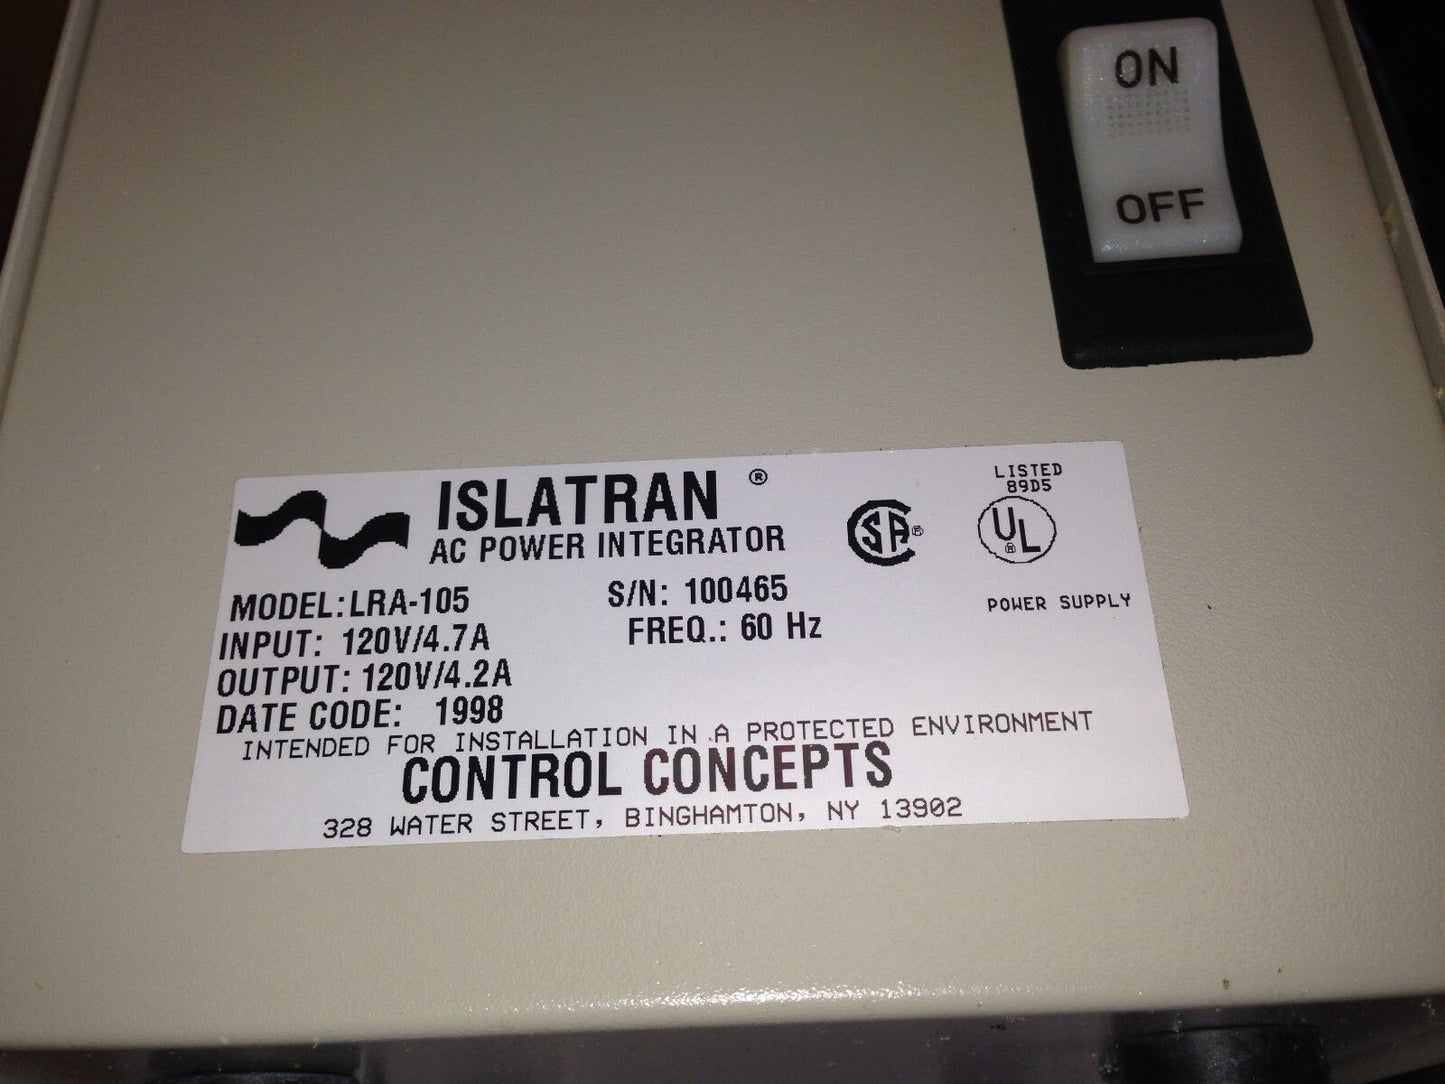 ON
OFF
ISLATRAN ®
AC POWER INTEGRATOR
CSA ®
LISTED
89D5
UL ®
POWER SUPPLY
MODEL: LRA-105 S/N: 100465
INPUT: 120V/4.7A FREQ.: 60 Hz
OUTPUT: 120V/4.2A
DATE CODE: 1998
INTENDED FOR INSTALLATION IN A PROTECTED ENVIRONMENT
CONTROL CONCEPTS
328 WATER STREET, BINGHAMTON, NY 13902